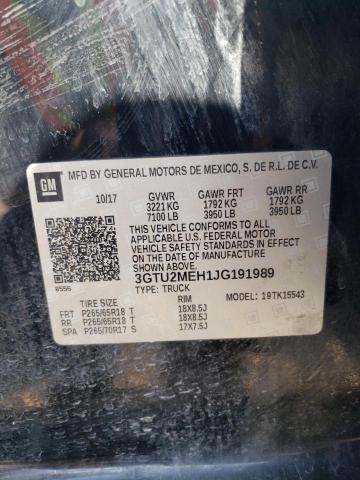 GM
MFD BY GENERAL MOTORS DE MEXICO, S. DE R.L. DE C.V.
10/17 GVWR GAWR FRT GAWR RR
3221 KG 1792 KG 1792 KG
7100 LB 3950 LB 3950 LB
THIS VEHICLE CONFORMS TO ALL
APPLICABLE U.S. FEDERAL MOTOR
VEHICLE SAFETY STANDARDS IN
EFFECT ON THE DATE OF
MANUFACTURE SHOWN ABOVE.
3GTU2MEH1JG191989
TYPE: TRUCK
TIRE SIZE RIM MODEL: 19TK15543
FRT P265/65R18 T 18X8.5J
RR P265/65R18 T 18X8.5J
SPA P265/70R17 S 17X7.5J